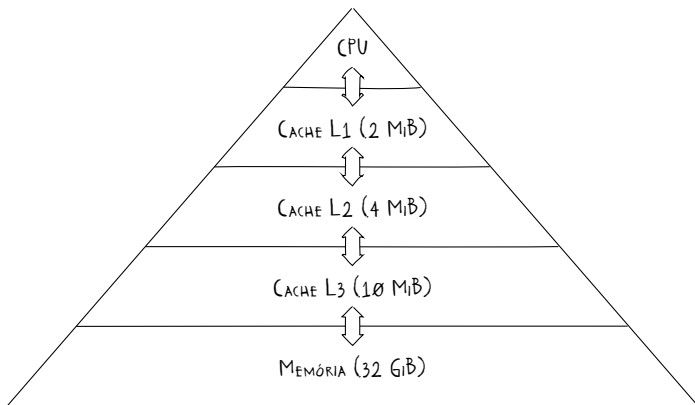 CPU
CACHE L1 (2 MiB)
CACHE L2 (4 MiB)
CACHE L3 (10 MiB)
MEMÓRIA (32 GiB)